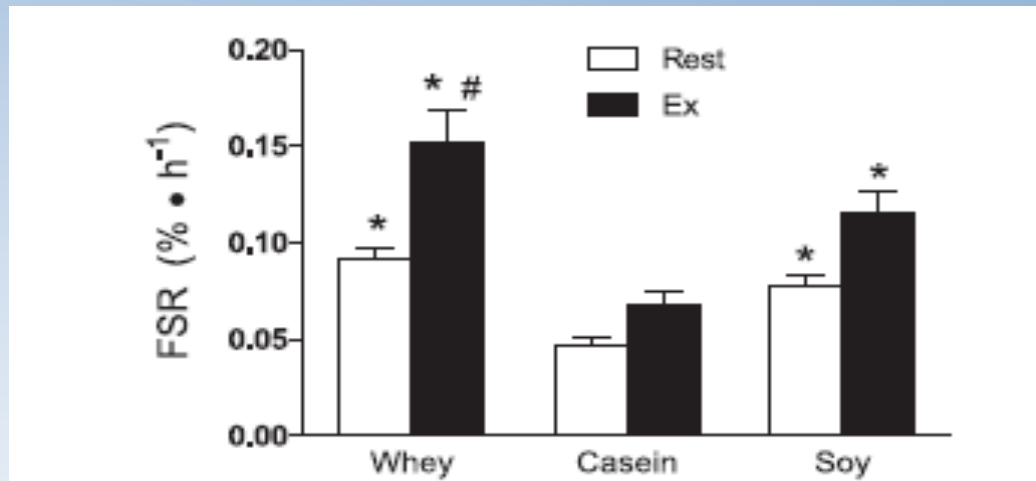 0.20
0.15
0.10
0.05
0.00
FSR (% • h⁻¹)
Rest
Ex
* #
*
*
*
Whey Casein Soy